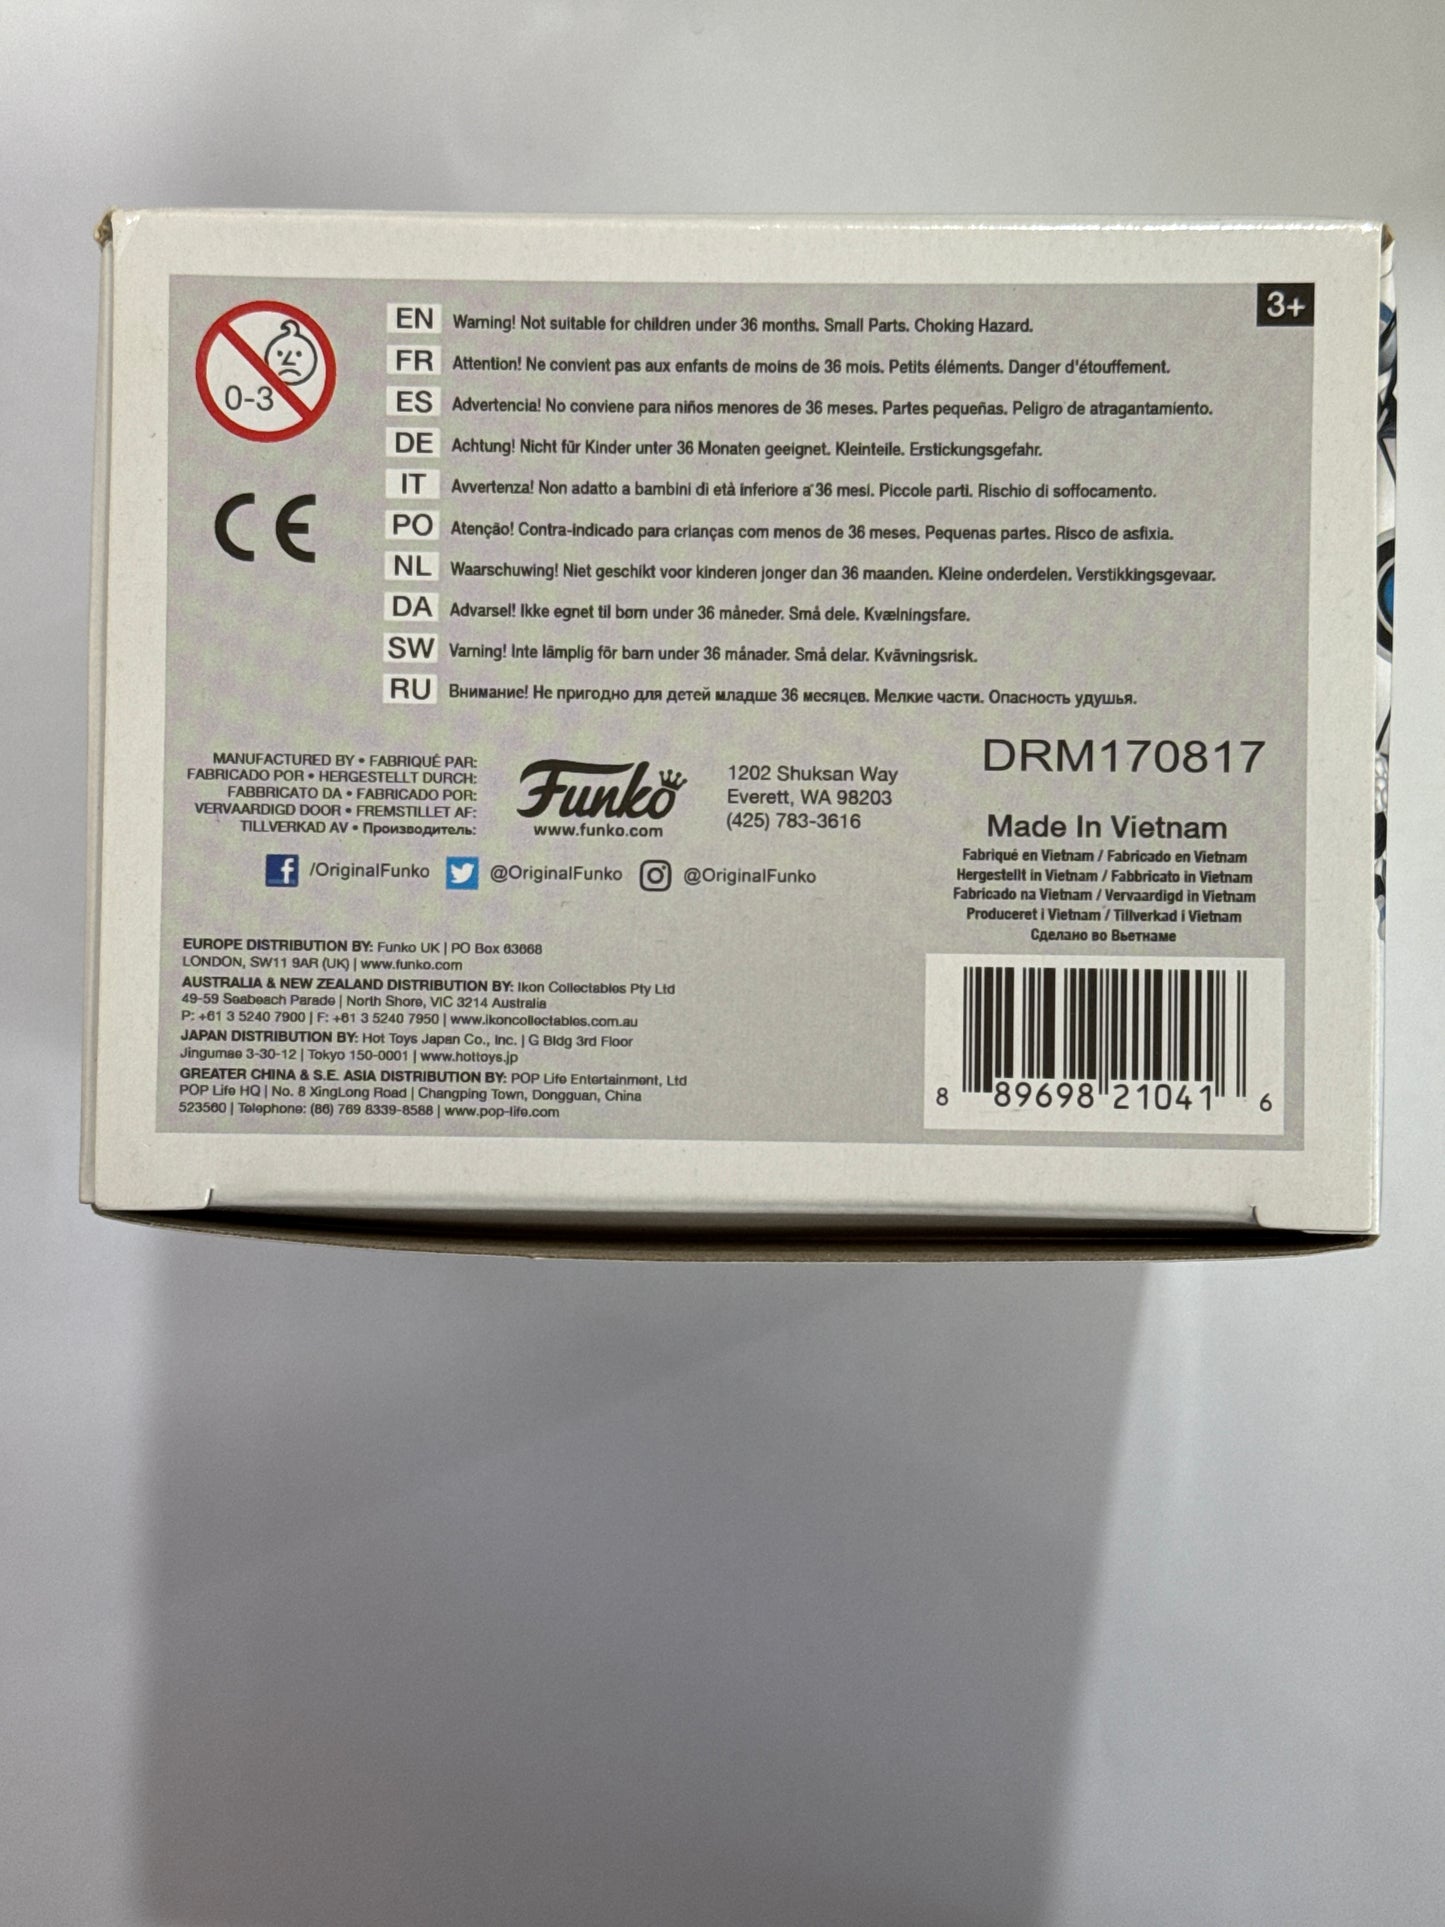 3+
0-3
CE
EN Warning! Not suitable for children under 36 months. Small Parts. Choking Hazard.
FR Attention! Ne convient pas aux enfants de moins de 36 mois. Petits éléments. Danger d'étouffement.
ES Advertencia! No conviene para niños menores de 36 meses. Partes pequeñas. Peligro de atragantamiento.
DE Achtung! Nicht für Kinder unter 36 Monaten geeignet. Kleinteile. Erstickungsgefahr.
IT Avvertenza! Non adatto a bambini di età inferiore a 36 mesi. Piccole parti. Rischio di soffocamento.
PO Atenção! Contra-indicado para crianças com menos de 36 meses. Pequenas partes. Risco de asfixia.
NL Waarschuwing! Niet geschikt voor kinderen jonger dan 36 maanden. Kleine onderdelen. Verstikkingsgevaar.
DA Advarsel! Ikke egnet til børn under 36 måneder. Små dele. Kvælningsfare.
SW Varning! Inte lämplig för barn under 36 månader. Små delar. Kvävningsrisk.
RU Внимание! Не пригодно для детей младше 36 месяцев. Мелкие части. Опасность удушья.
MANUFACTURED BY • FABRIQUÉ PAR:
FABRICADO POR • HERGESTELLT DURCH:
FABBRICATO DA • FABRICADO POR:
VERVAARDIGD DOOR • FREMSTILLET AF:
TILLVERKAD AV • Производитель:
Funko
www.funko.com
1202 Shuksan Way
Everett, WA 98203
(425) 783-3616
/OriginalFunko @OriginalFunko @OriginalFunko
DRM170817
Made In Vietnam
Fabriqué en Vietnam / Fabricado en Vietnam
Hergestellt in Vietnam / Fabbricato in Vietnam
Fabricado na Vietnam / Vervaardigd in Vietnam
Produceret i Vietnam / Tillverkad i Vietnam
Сделано во Вьетнаме
EUROPE DISTRIBUTION BY: Funko UK | PO Box 63668
LONDON, SW11 9AR (UK) | www.funko.com
AUSTRALIA & NEW ZEALAND DISTRIBUTION BY: Ikon Collectables Pty Ltd
49-59 Seabeach Parade | North Shore, VIC 3214 Australia
P: +61 3 5240 7900 | F: +61 3 5240 7950 | www.ikoncollectables.com.au
JAPAN DISTRIBUTION BY: Hot Toys Japan Co., Inc. | G Bldg 3rd Floor
Jingumae 3-30-12 | Tokyo 150-0001 | www.hottoys.jp
GREATER CHINA & S.E. ASIA DISTRIBUTION BY: POP Life Entertainment, Ltd
POP Life HQ | No. 8 XingLong Road | Changping Town, Dongguan, China
523560 | Telephone: (86) 769 8339-8588 | www.pop-life.com
8 89698 21041 6